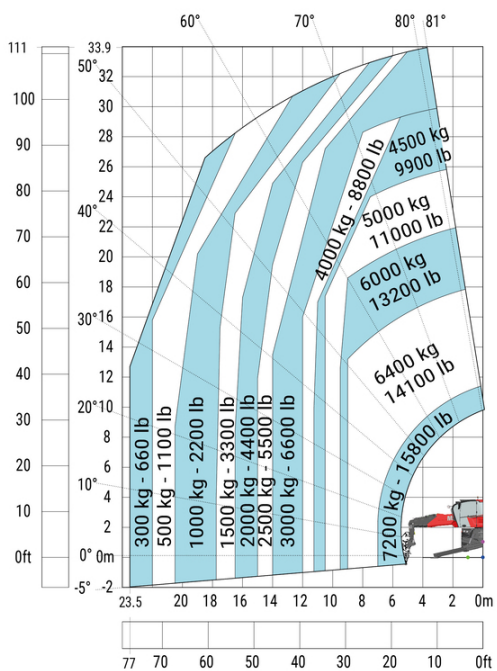 60° 70° 80° 81°
111 33.9
50°
32
100 30
90 28
26
80 24
40° 22
70 20
60 18
50 30° 16
14
40 12
30 20° 10
8
20 6
10° 4
10 2
0ft 0° 0m
-5° -2
4500 kg
9900 lb
4000 kg - 8800 lb
5000 kg
11000 lb
6000 kg
13200 lb
6400 kg
14100 lb
7200 kg - 15800 lb
300 kg - 660 lb
500 kg - 1100 lb
1000 kg - 2200 lb
1500 kg - 3300 lb
2000 kg - 4400 lb
2500 kg - 5500 lb
3000 kg - 6600 lb
23.5 20 18 16 14 12 10 8 6 4 2 0m
77 70 60 50 40 30 20 10 0ft